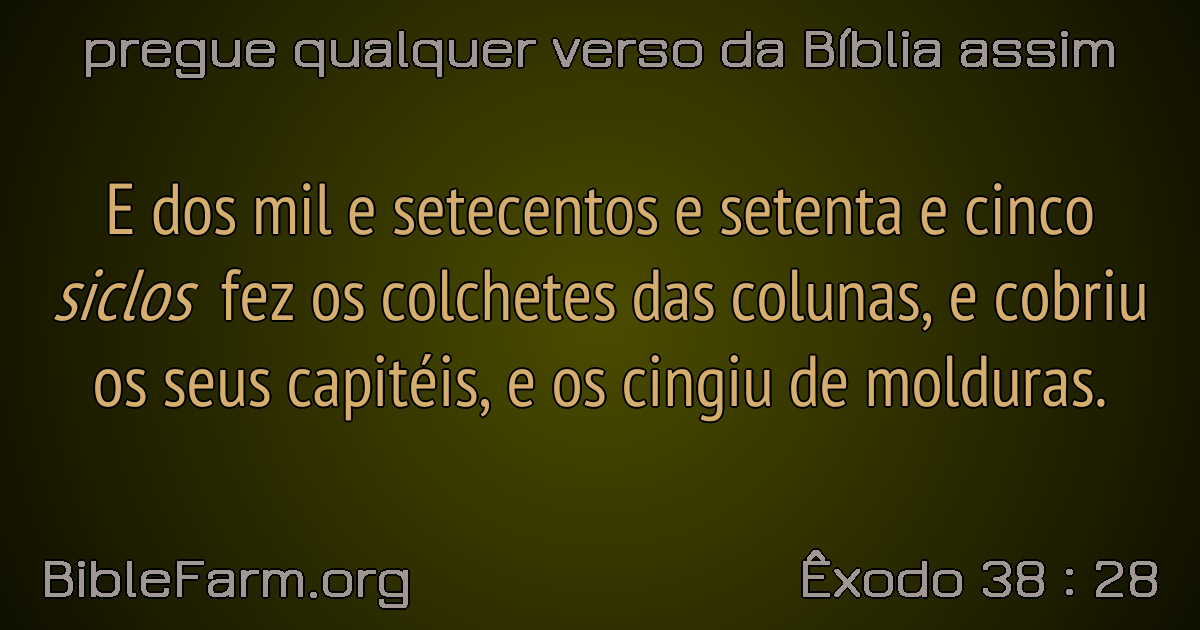 pregue qualquer verso da Bíblia assim
E dos mil e setecentos e setenta e cinco
siclos fez os colchetes das colunas, e cobriu
os seus capitéis, e os cingiu de molduras.
BibleFarm.org
Êxodo 38 : 28